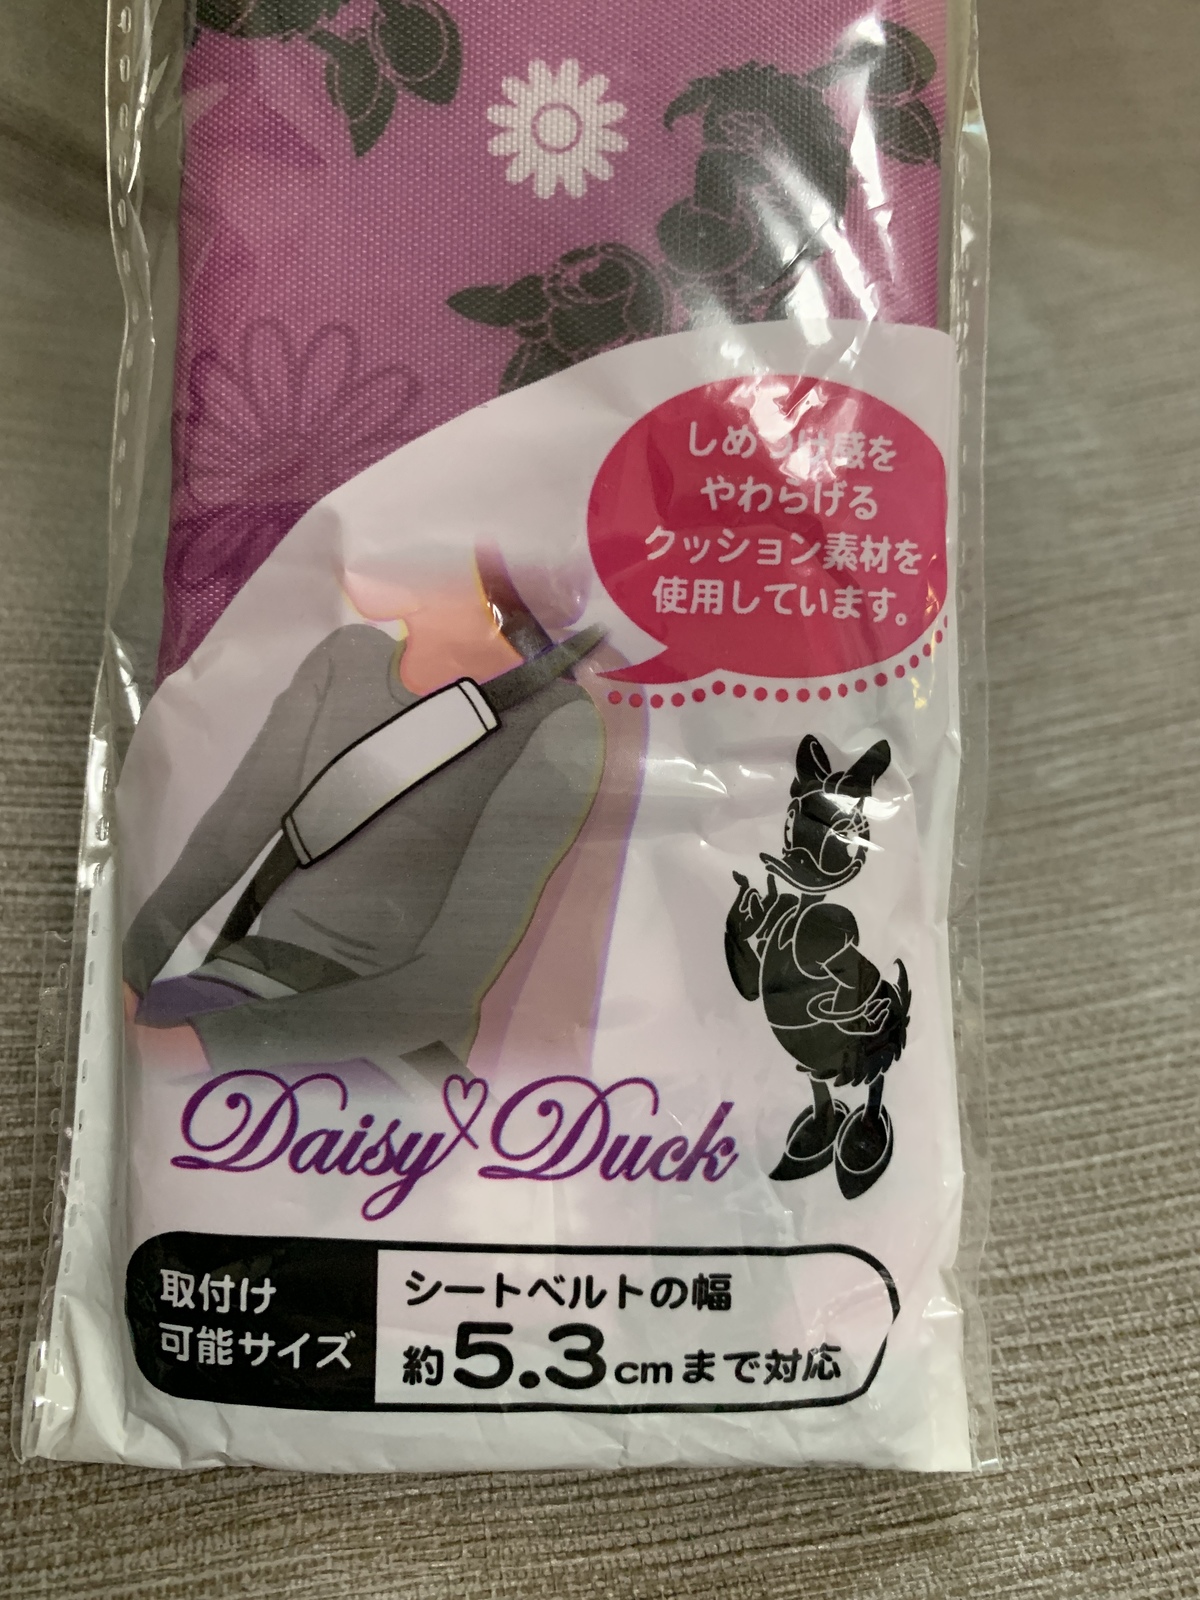 しめつけ感を
やわらげる
クッション素材を
使用しています。
Daisy Duck
取付け
可能サイズ
シートベルトの幅
約5.3cmまで対応